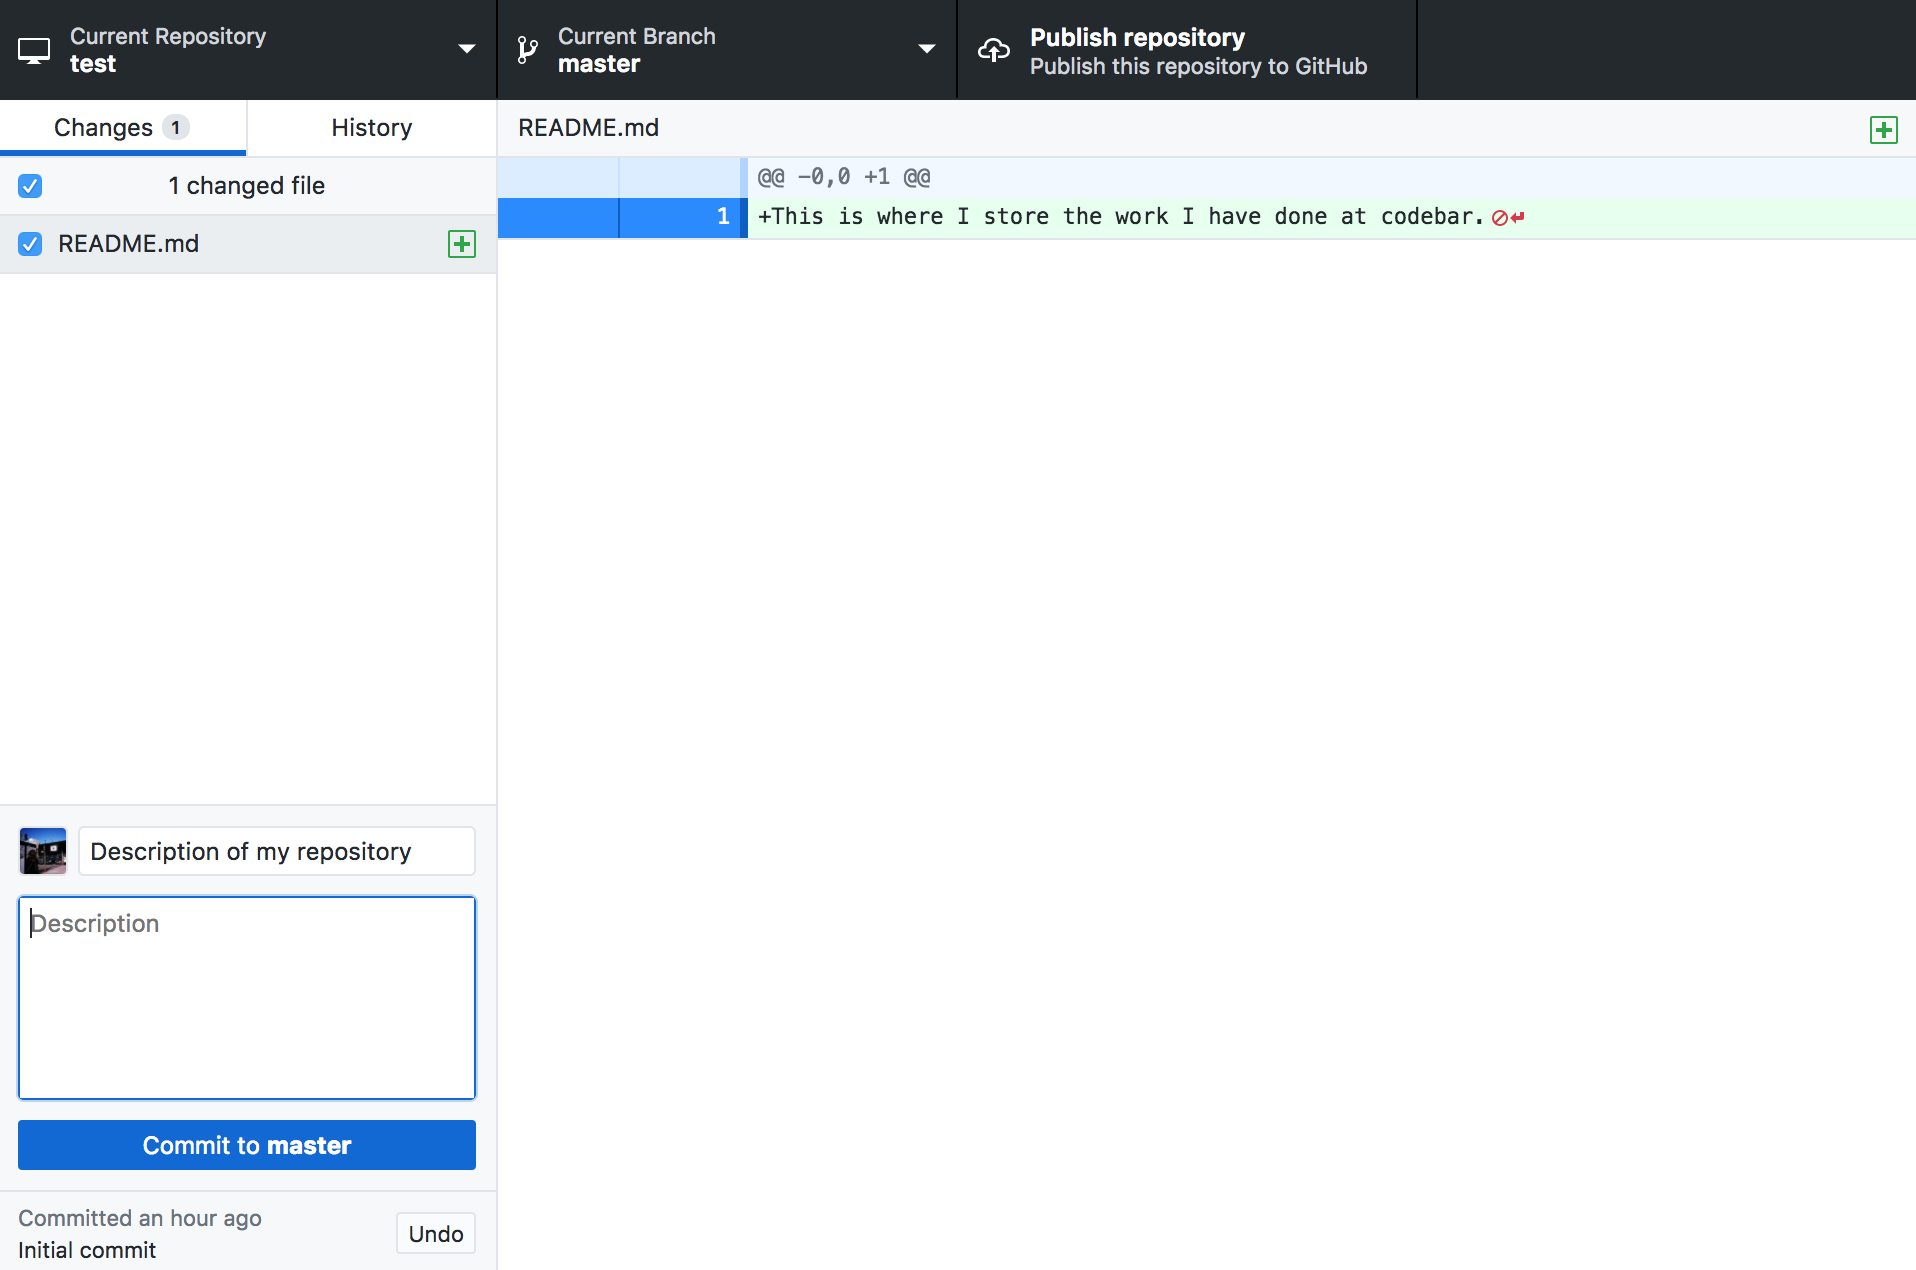 Current Repository
test
Current Branch
master
Publish repository
Publish this repository to GitHub
Changes 1
History
README.md
1 changed file
README.md
@@ -0,0 +1 @@
1 +This is where I store the work I have done at codebar.
Description of my repository
Description
Commit to master
Committed an hour ago
Initial commit
Undo